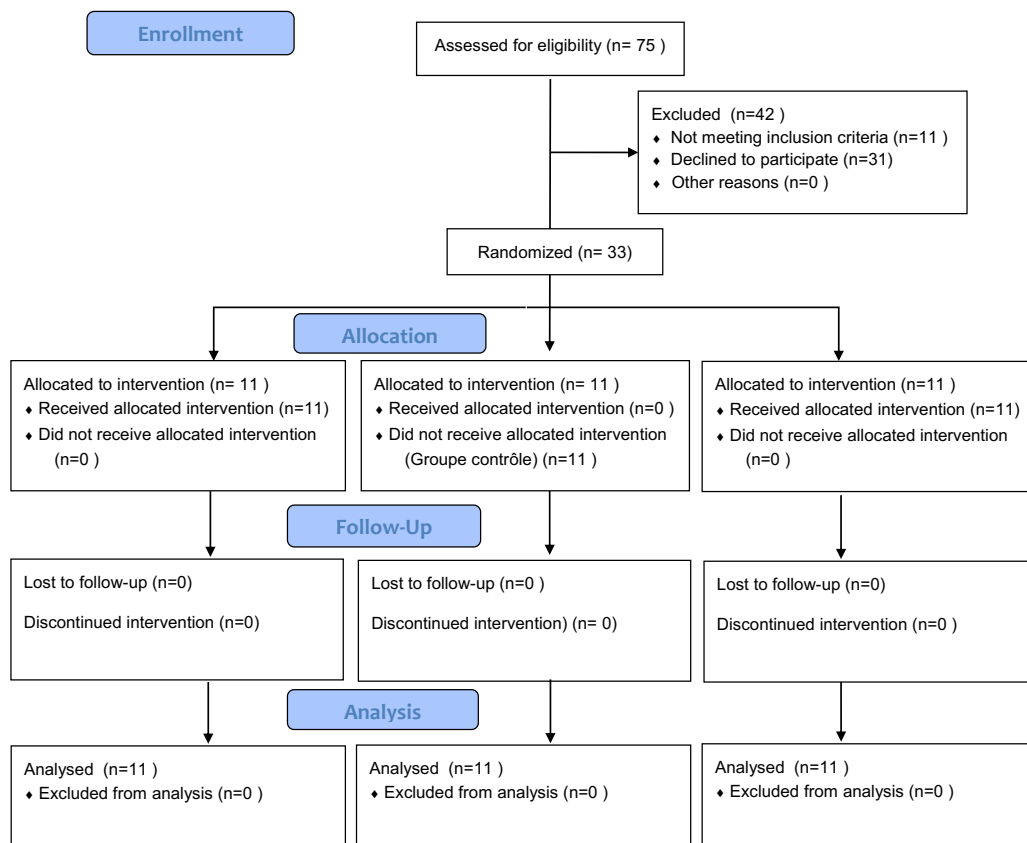 Enrollment
Assessed for eligibility (n= 75 )
Excluded (n=42 )
♦ Not meeting inclusion criteria (n=11 )
♦ Declined to participate (n=31)
♦ Other reasons (n=0 )
Randomized (n= 33)
Allocation
Allocated to intervention (n= 11 )
♦ Received allocated intervention (n=11)
♦ Did not receive allocated intervention
(n=0 )
Allocated to intervention (n= 11)
♦ Received allocated intervention (n=0 )
♦ Did not receive allocated intervention
(Groupe contrôle) (n=11 )
Allocated to intervention (n=11 )
♦ Received allocated intervention (n=11)
♦ Did not receive allocated intervention
(n=0 )
Follow-Up
Lost to follow-up (n=0)
Discontinued intervention (n=0)
Lost to follow-up (n=0 )
Discontinued intervention) (n= 0)
Lost to follow-up (n=0)
Discontinued intervention (n=0 )
Analysis
Analysed (n=11 )
♦ Excluded from analysis (n=0 )
Analysed (n=11 )
♦ Excluded from analysis (n=0 )
Analysed (n=11 )
♦ Excluded from analysis (n=0 )